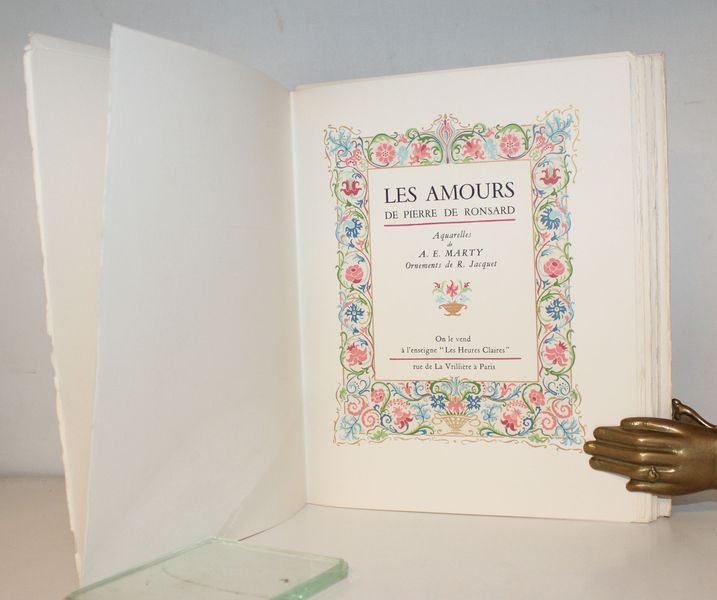 LES AMOURS
DE PIERRE DE RONSARD
Aquarelles
de
A. E. MARTY
Ornements de R. Jacquet
On le vend
à l'enseigne "Les Heures Claires"
rue de La Vrillière à Paris